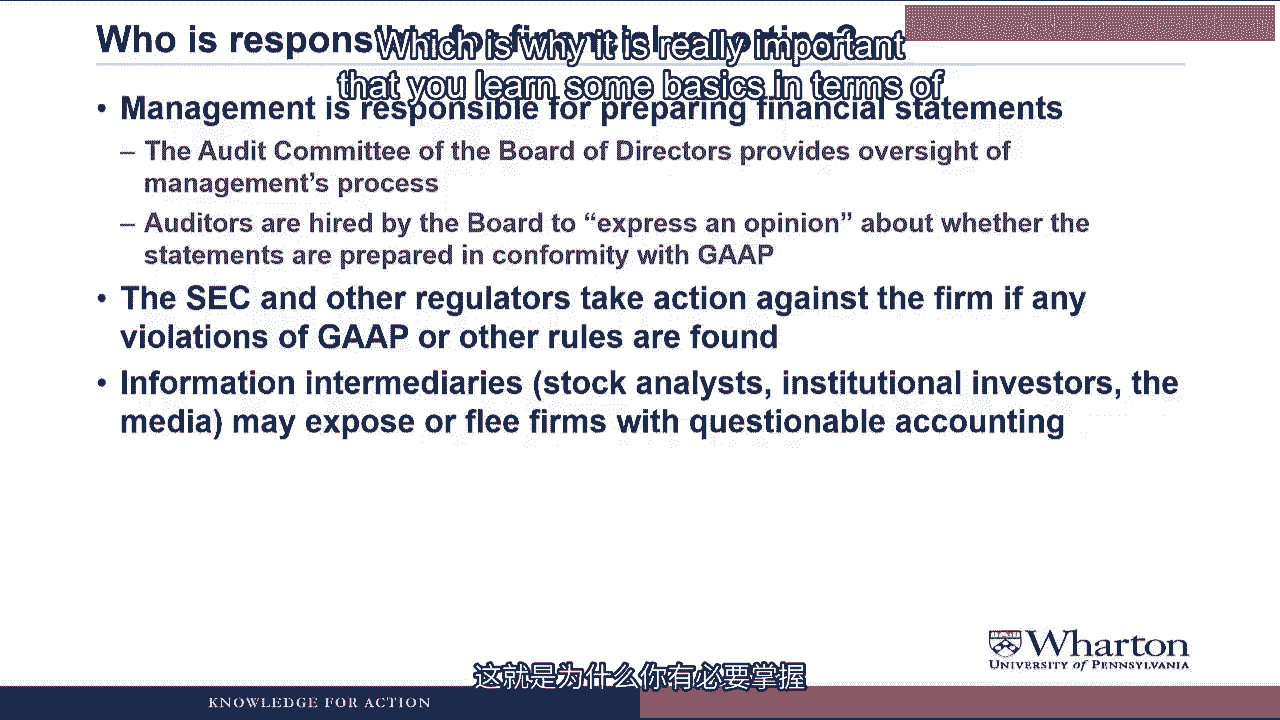 Who is responsible for financial reporting?
Which is why it is really important
that you learn some basics in terms of
• Management is responsible for preparing financial statements
– The Audit Committee of the Board of Directors provides oversight of
management’s process
– Auditors are hired by the Board to “express an opinion” about whether the
statements are prepared in conformity with GAAP
• The SEC and other regulators take action against the firm if any
violations of GAAP or other rules are found
• Information intermediaries (stock analysts, institutional investors, the
media) may expose or flee firms with questionable accounting
Wharton
UNIVERSITY of PENNSYLVANIA
这就是为什么你有必要掌握
KNOWLEDGE FOR ACTION